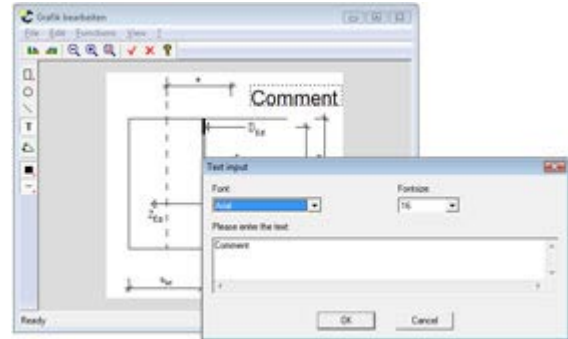 Grafik bearbeiten
File Edit Functions View ?
T
Comment
Text input
Font:
Fontsize:
Arial
16
Please enter the text:
Comment
OK
Cancel
Ready